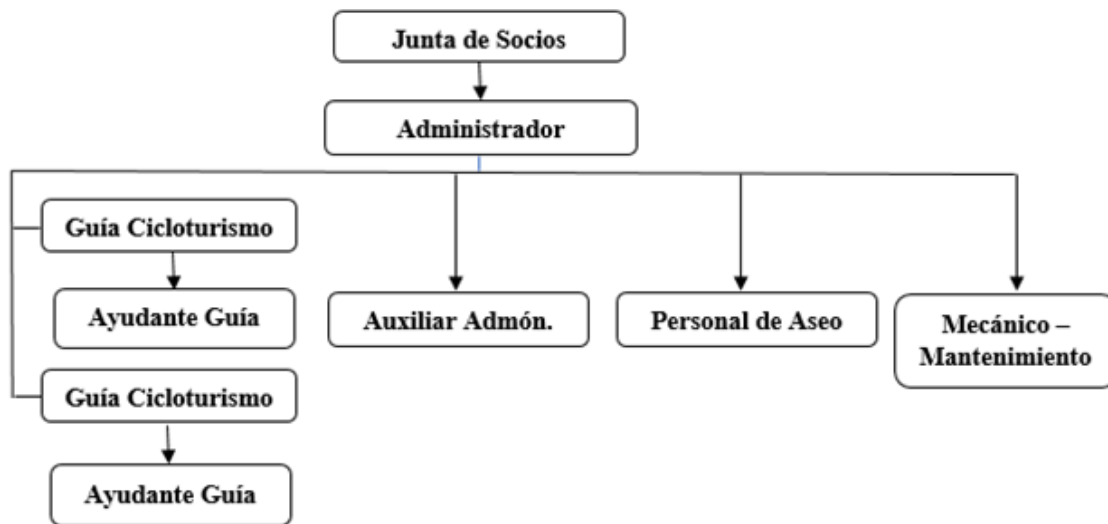 Junta de Socios
Administrador
Guía Cicloturismo
Ayudante Guía
Guía Cicloturismo
Ayudante Guía
Auxiliar Admón.
Personal de Aseo
Mecánico –
Mantenimiento